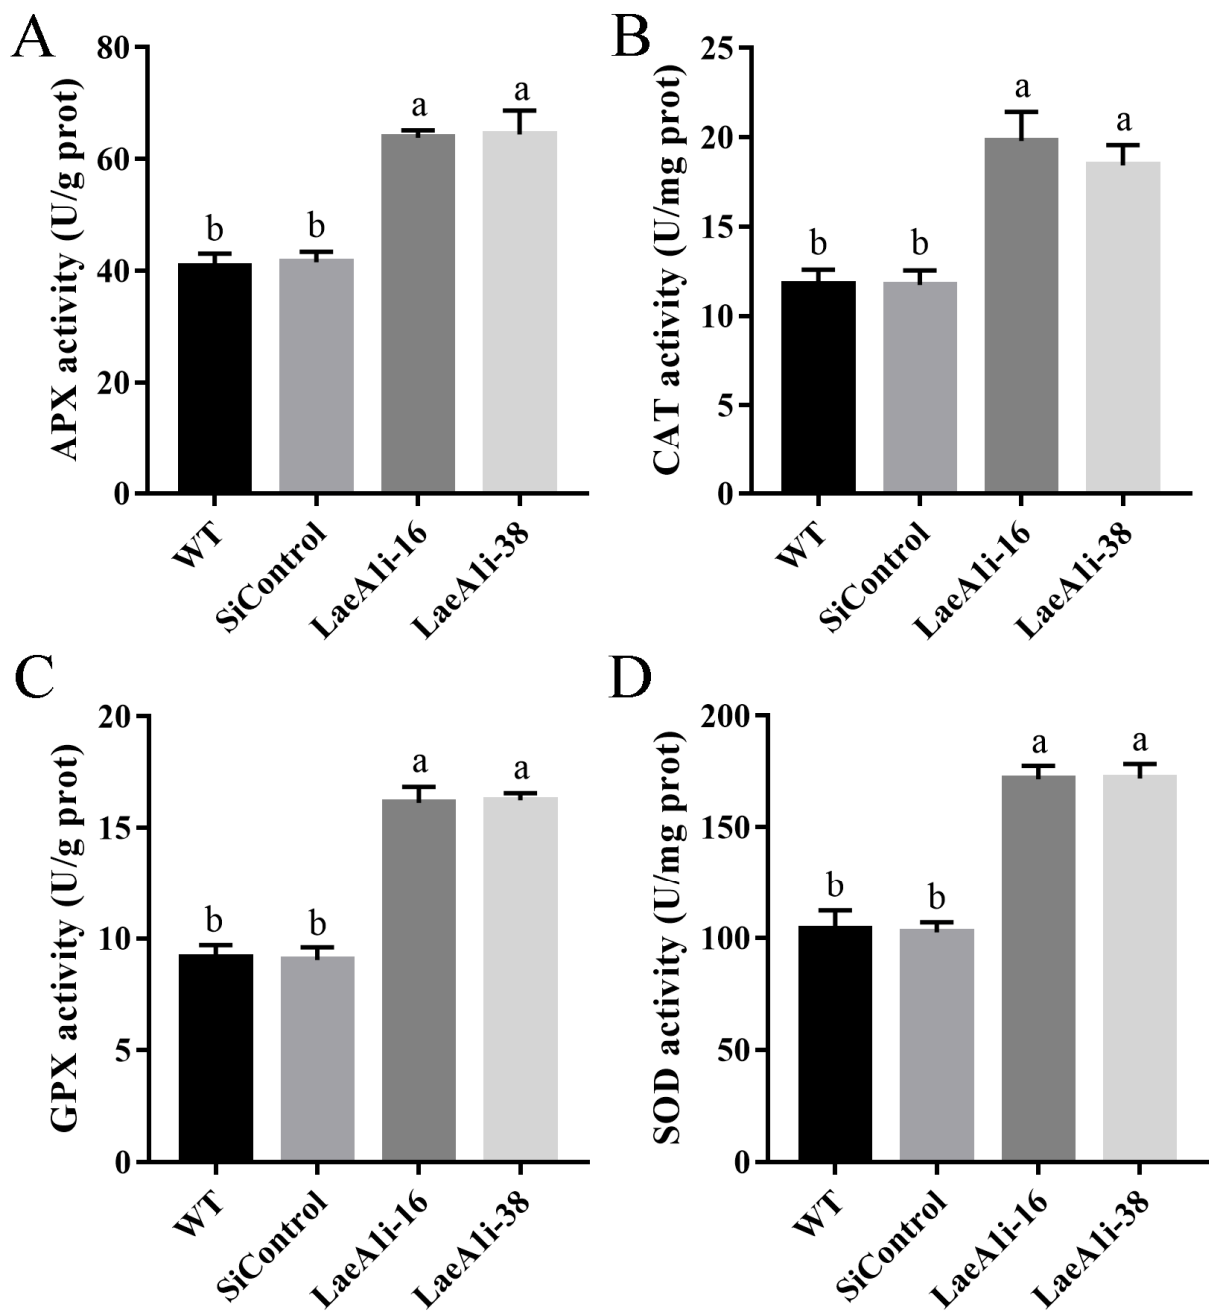 A
APX activity (U/g prot)
80
60
40
20
0
b
b
a
a
WT
SiControl
LaeA1i-16
LaeA1i-38
B
CAT activity (U/mg prot)
25
20
15
10
5
0
b
b
a
a
WT
SiControl
LaeA1i-16
LaeA1i-38
C
GPX activity (U/g prot)
20
15
10
5
0
b
b
a
a
WT
SiControl
LaeA1i-16
LaeA1i-38
D
SOD activity (U/mg prot)
200
150
100
50
0
b
b
a
a
WT
SiControl
LaeA1i-16
LaeA1i-38